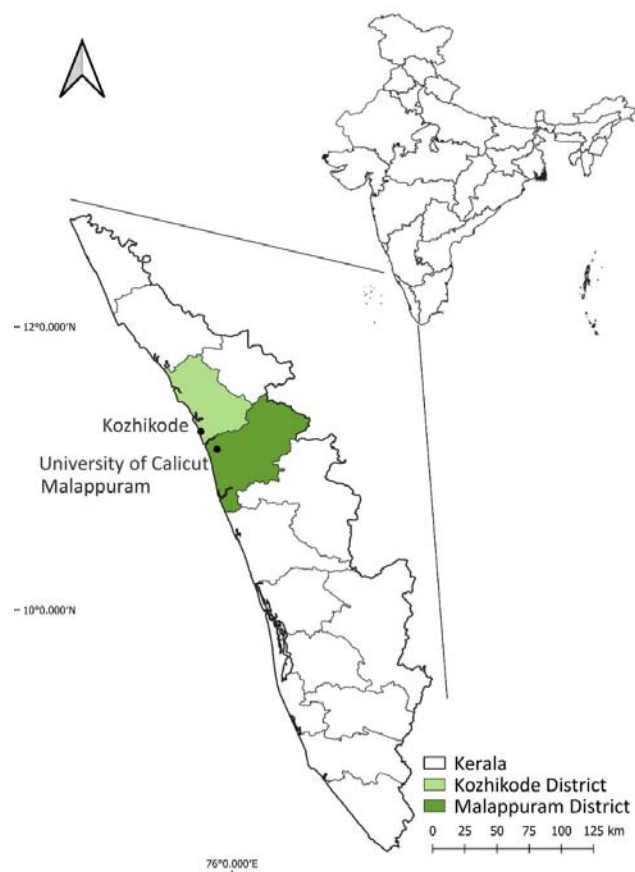 12°0.000'N
Kozhikode
University of Calicut
Malappuram
10°0.000'N
Kerala
Kozhikode District
Malappuram District
0 25 50 75 100 125 km
76°0.000'E